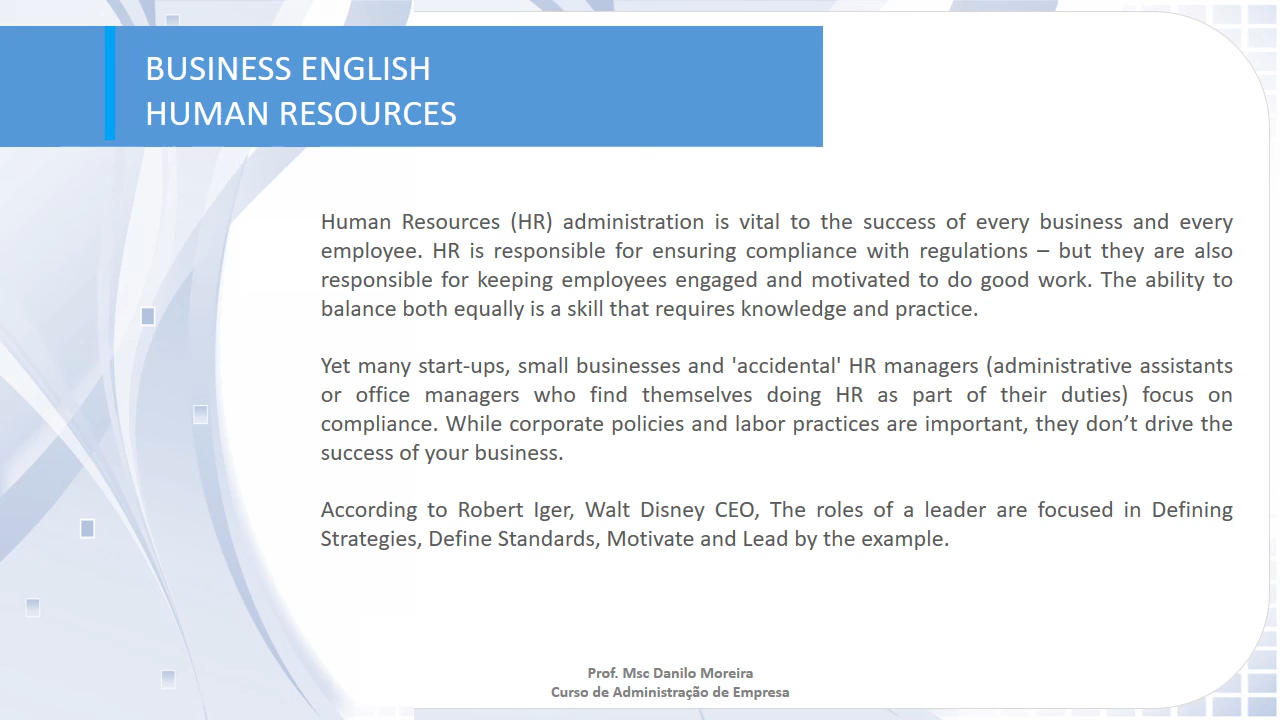 BUSINESS ENGLISH
HUMAN RESOURCES
Human Resources (HR) administration is vital to the success of every business and every
employee. HR is responsible for ensuring compliance with regulations – but they are also
responsible for keeping employees engaged and motivated to do good work. The ability to
balance both equally is a skill that requires knowledge and practice.
Yet many start-ups, small businesses and 'accidental' HR managers (administrative assistants
or office managers who find themselves doing HR as part of their duties) focus on
compliance. While corporate policies and labor practices are important, they don’t drive the
success of your business.
According to Robert Iger, Walt Disney CEO, The roles of a leader are focused in Defining
Strategies, Define Standards, Motivate and Lead by the example.
Prof. Msc Danilo Moreira
Curso de Administração de Empresa